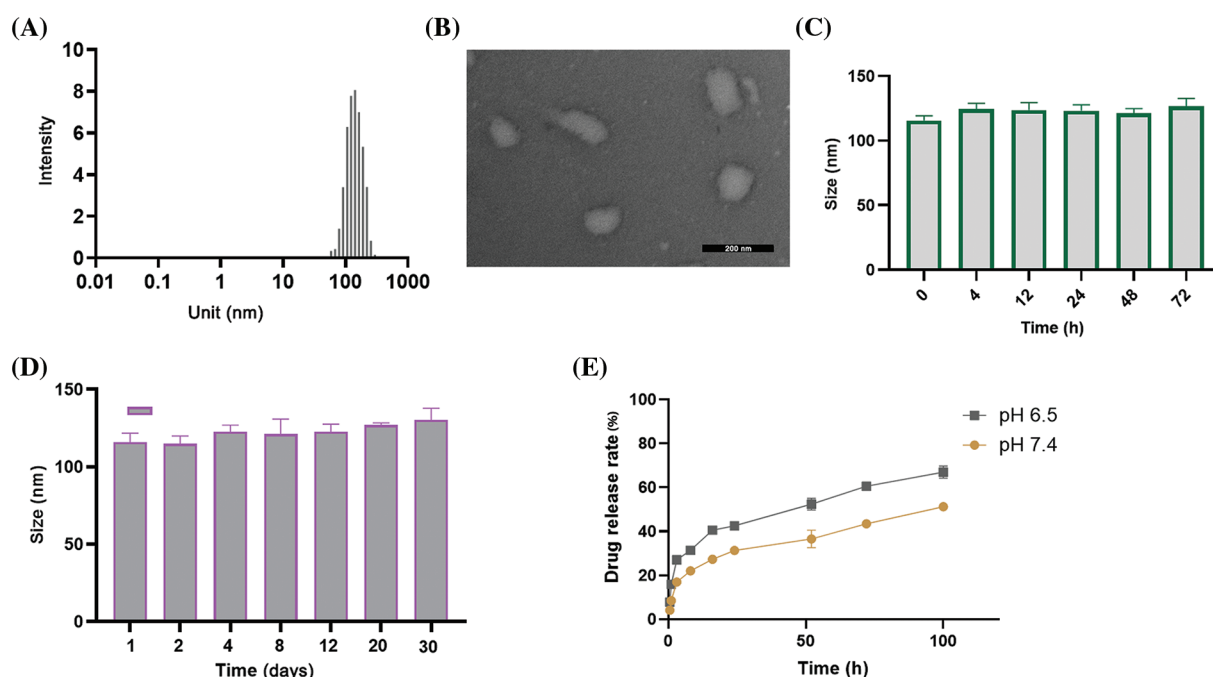 (A)
10
8
6
4
2
0
Intensity
0.01 0.1 1 10 100 1000
Unit (nm)
(B)
200 nm
(C)
150
100
50
0
Size (nm)
0 4 12 24 48 72
Time (h)
(D)
150
100
50
0
Size (nm)
1 2 4 8 12 20 30
Time (days)
(E)
100
80
60
40
20
0
Drug release rate (%)
0 50 100
Time (h)
pH 6.5
pH 7.4